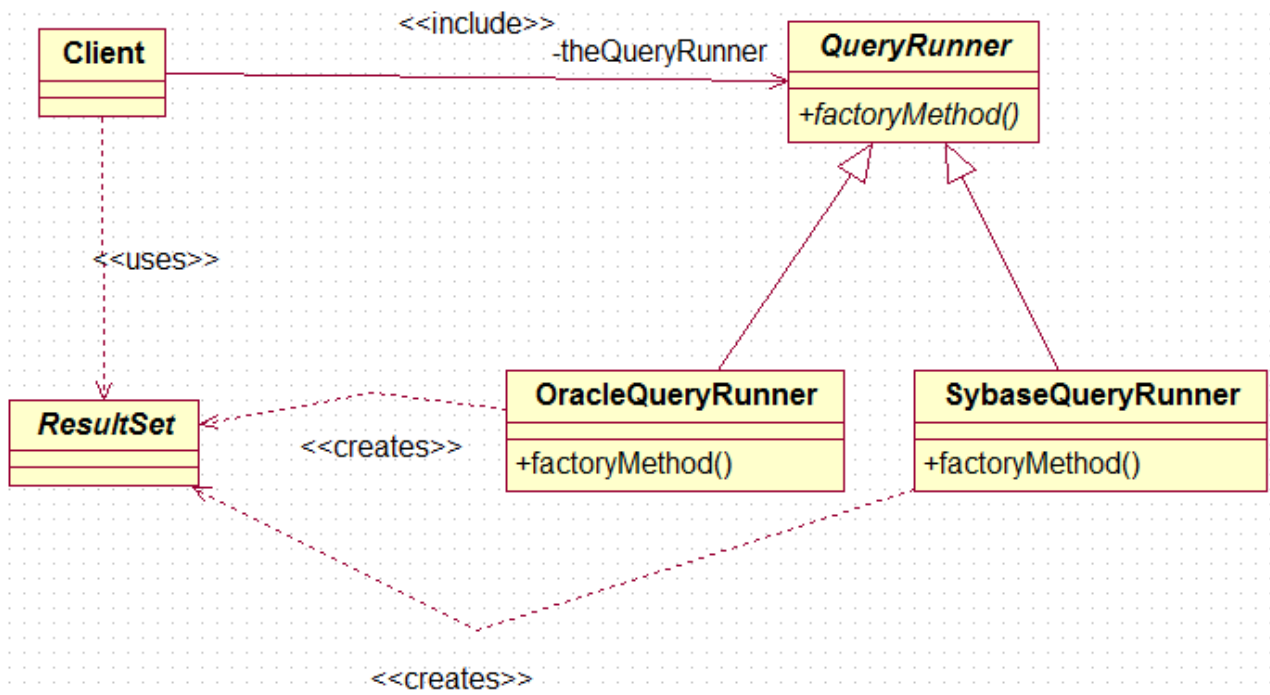 <<include>>
Client
QueryRunner
-theQueryRunner
+factoryMethod()
<<uses>>
OracleQueryRunner
SybaseQueryRunner
ResultSet
<<creates>>
+factoryMethod()
+factoryMethod()
<<creates>>